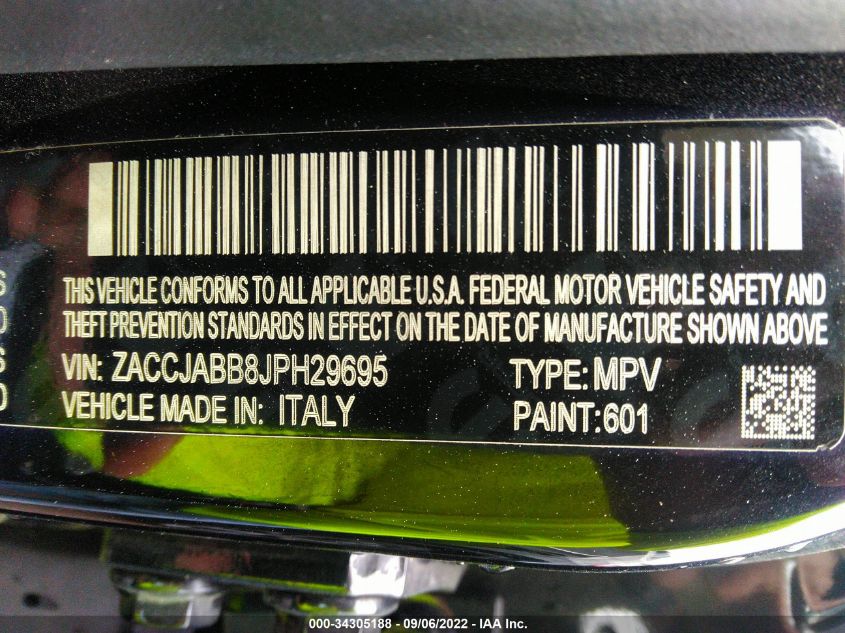 THIS VEHICLE CONFORMS TO ALL APPLICABLE U.S.A. FEDERAL MOTOR VEHICLE SAFETY AND
THEFT PREVENTION STANDARDS IN EFFECT ON THE DATE OF MANUFACTURE SHOWN ABOVE
VIN: ZACCJABB8JPH29695 TYPE: MPV
VEHICLE MADE IN: ITALY PAINT: 601
000-34305188 - 09/06/2022 - IAA Inc.